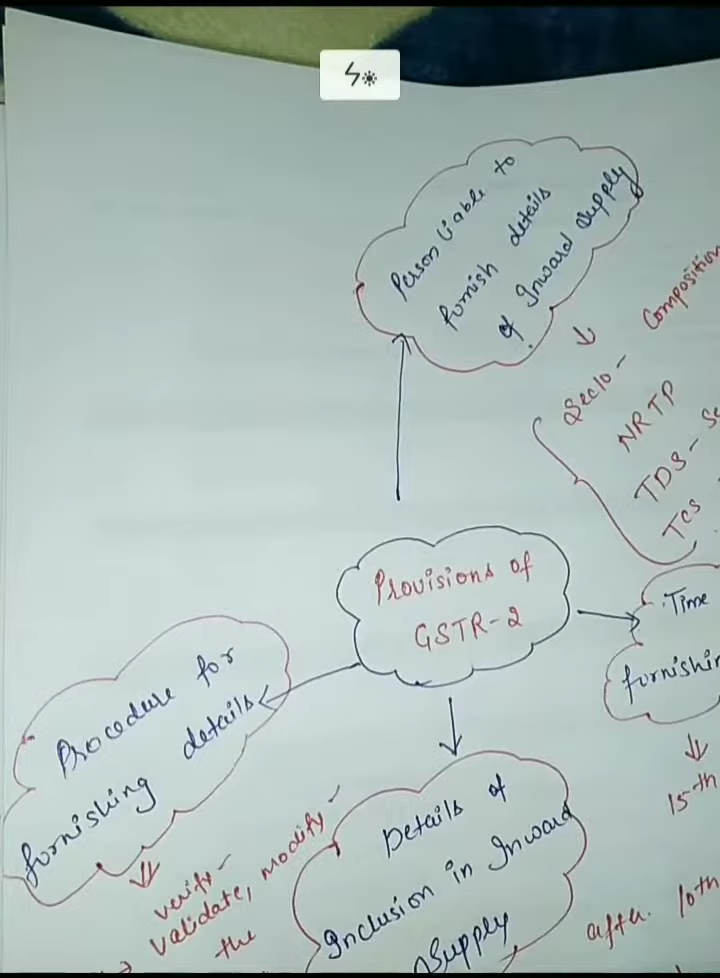 Person liable to
furnish details
of Inward Supply
Sec10 - Composition
NRTP
TDS -
TCS
Provisions of
GSTR-2
Time
Procedure for
furnishing details
15th
Details of
Inclusion in Inward
Supply
verify -
validate, modify -
the
after 10th